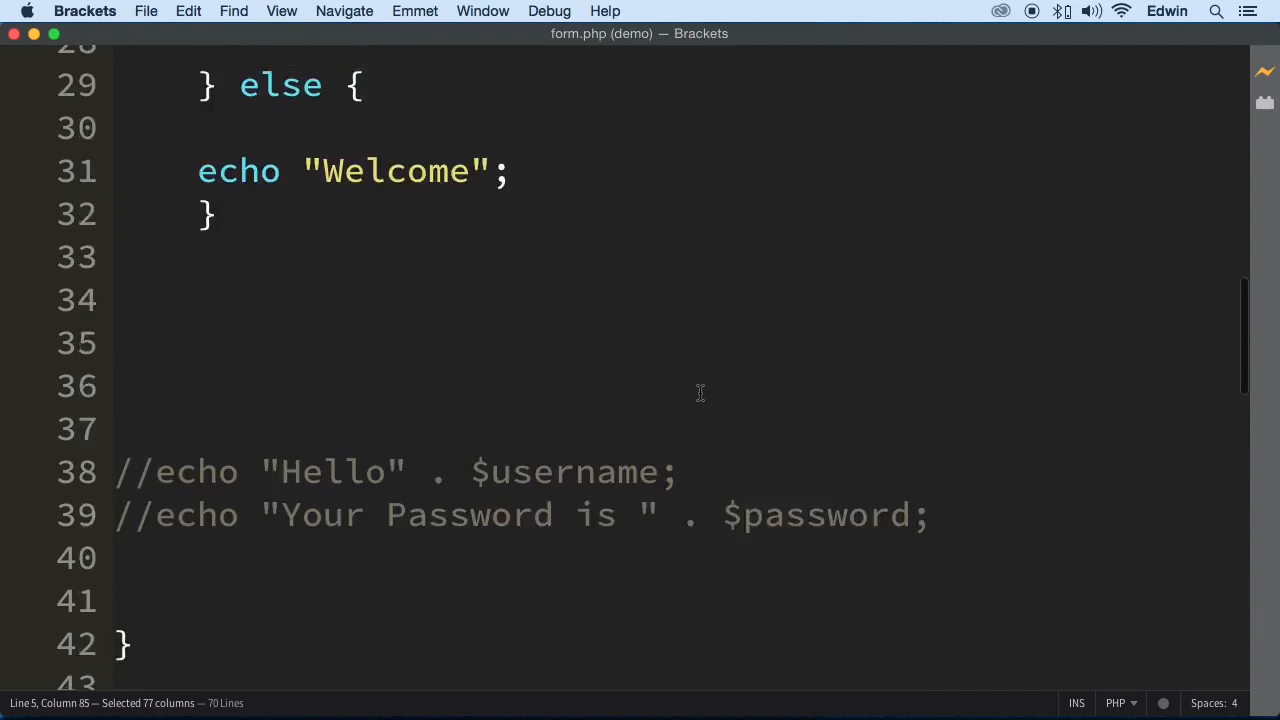 Brackets File Edit Find View Navigate Emmet Window Debug Help Edwin
form.php (demo) — Brackets
28
29 } else {
30
31 echo "Welcome";
32 }
33
34
35
36
37
38 //echo "Hello" . $username;
39 //echo "Your Password is " . $password;
40
41
42 }
43
Line 5, Column 85 — Selected 77 columns — 70 Lines INS PHP Spaces: 4